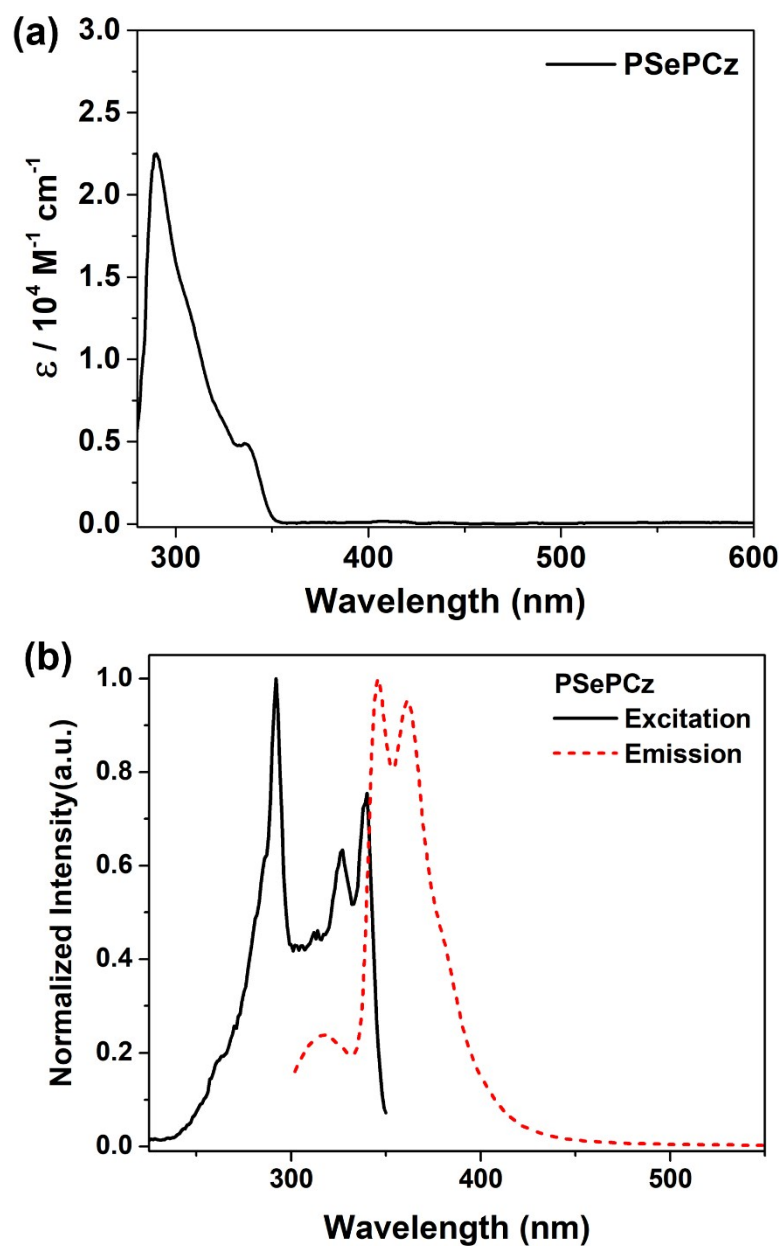 (a)
3.0
PSePCz
2.5
2.0
1.5
1.0
0.5
0.0
ε / 10⁴ M⁻¹ cm⁻¹
300 400 500 600
Wavelength (nm)
(b)
1.0
PSePCz
Excitation
Emission
0.8
0.6
0.4
0.2
0.0
Normalized Intensity(a.u.)
300 400 500
Wavelength (nm)